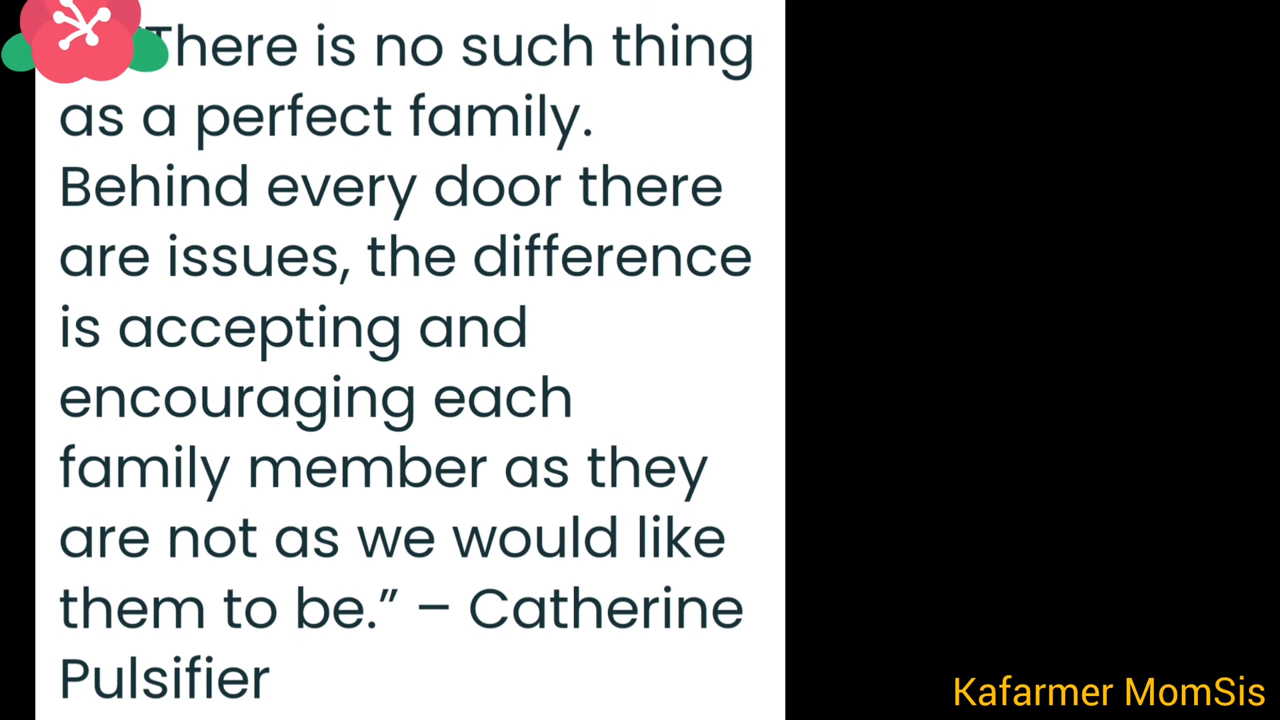 There is no such thing
as a perfect family.
Behind every door there
are issues, the difference
is accepting and
encouraging each
family member as they
are not as we would like
them to be.” – Catherine
Pulsifier
Kafarmer MomSis